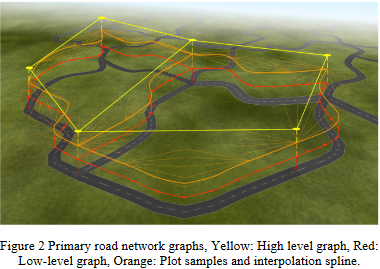 Figure 2 Primary road network graphs, Yellow: High level graph, Red:
Low-level graph, Orange: Plot samples and interpolation spline.